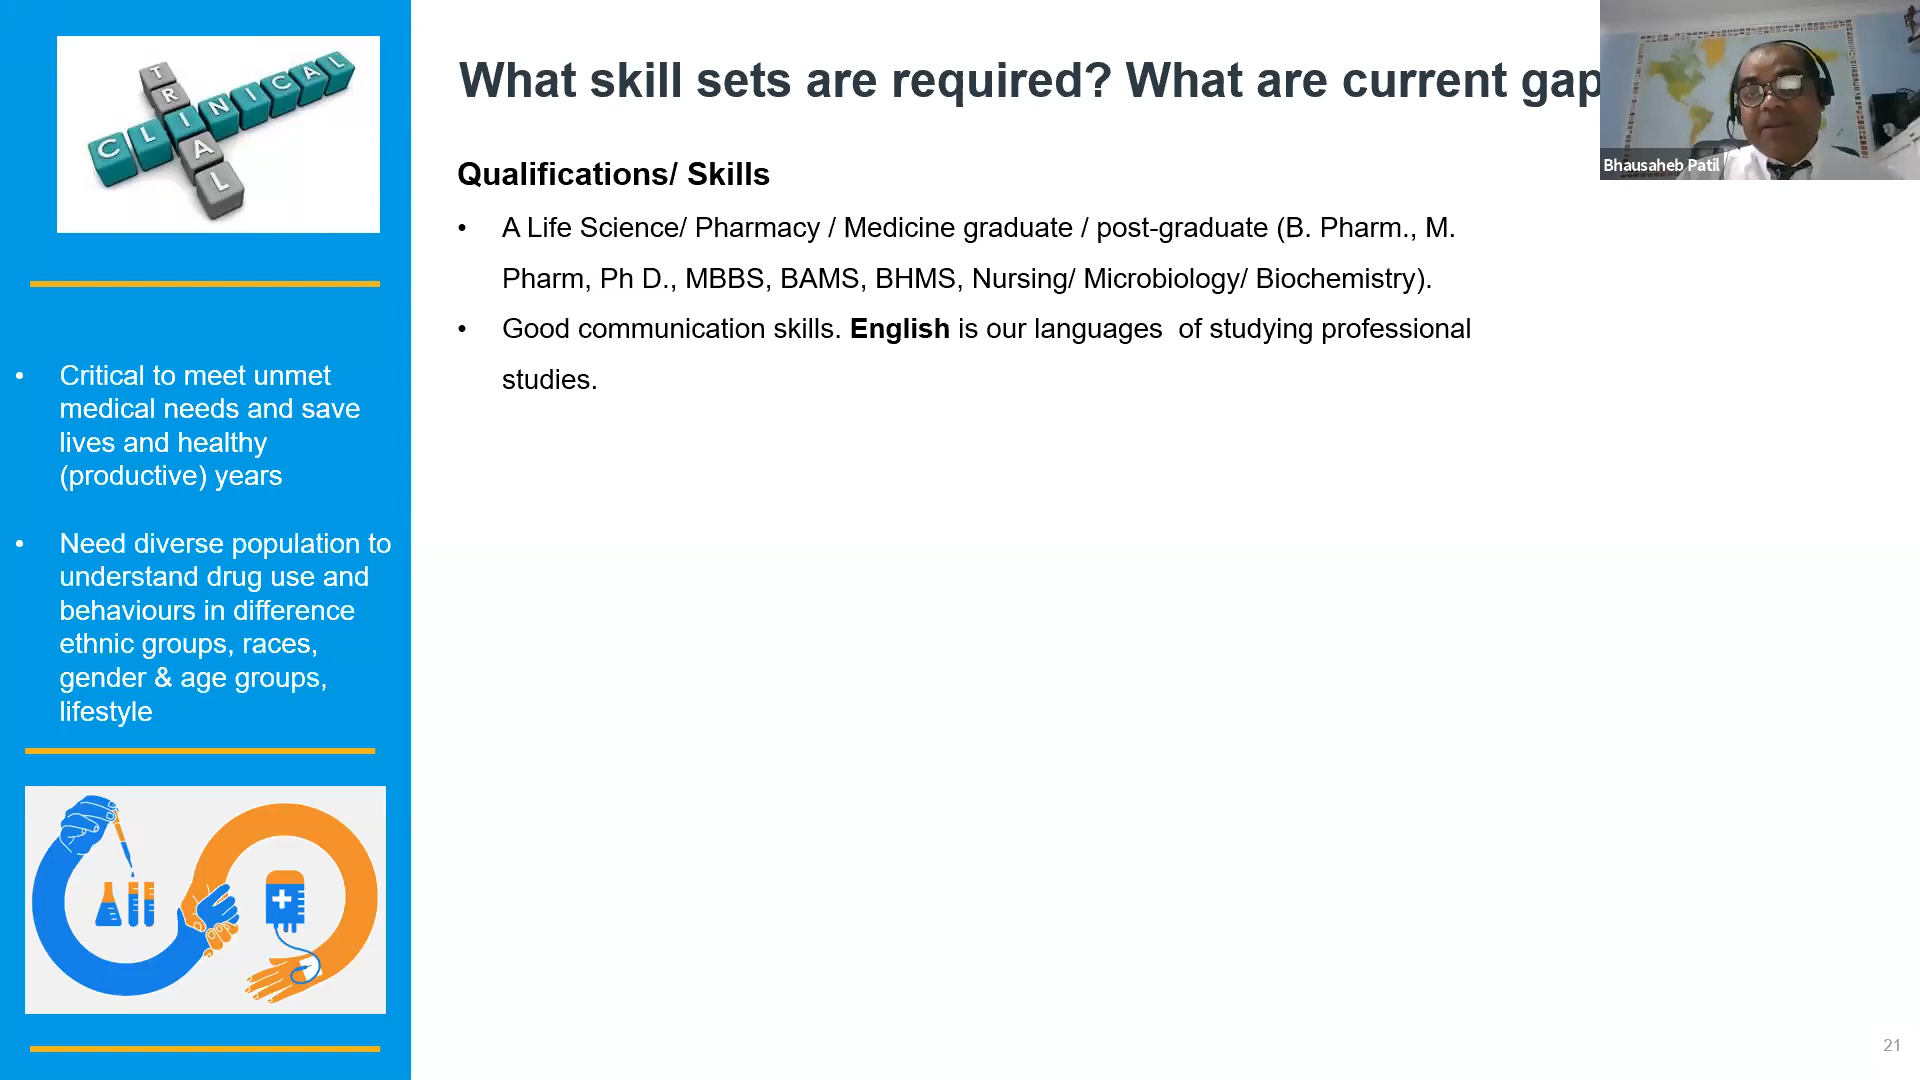 CLINICAL
TRIAL
What skill sets are required? What are current gap
Bhausaheb Patil
Qualifications/ Skills
• A Life Science/ Pharmacy / Medicine graduate / post-graduate (B. Pharm., M.
Pharm, Ph D., MBBS, BAMS, BHMS, Nursing/ Microbiology/ Biochemistry).
• Good communication skills. English is our languages  of studying professional
studies.
• Critical to meet unmet
medical needs and save
lives and healthy
(productive) years
• Need diverse population to
understand drug use and
behaviours in difference
ethnic groups, races,
gender & age groups,
lifestyle
21